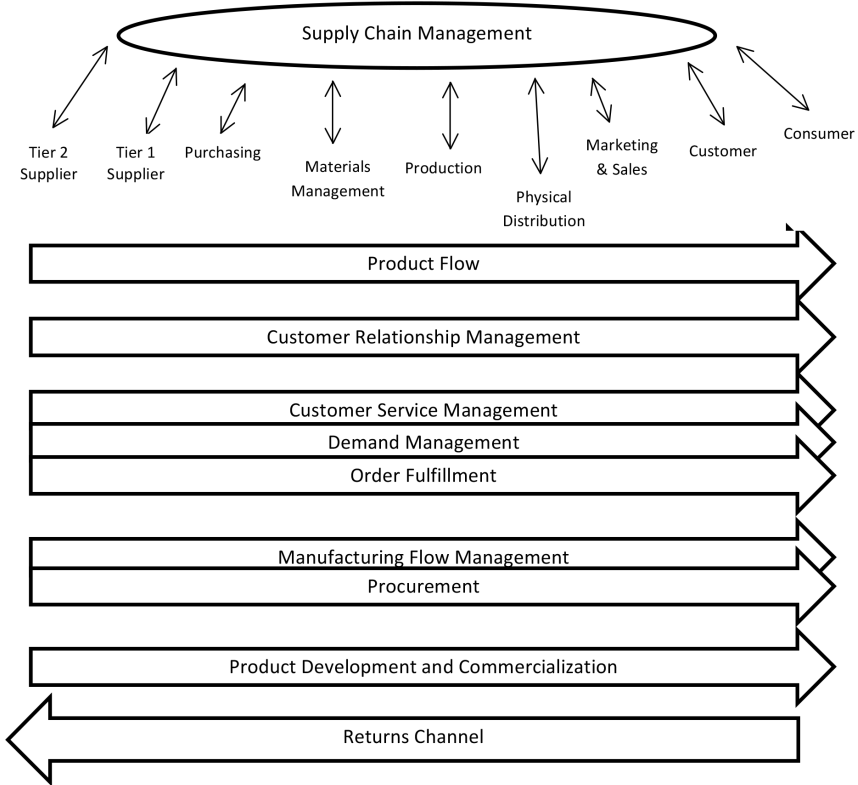 Supply Chain Management
Tier 2
Supplier
Tier 1
Supplier
Purchasing
Materials
Management
Production
Physical
Distribution
Marketing
& Sales
Customer
Consumer
Product Flow
Customer Relationship Management
Customer Service Management
Demand Management
Order Fulfillment
Manufacturing Flow Management
Procurement
Product Development and Commercialization
Returns Channel